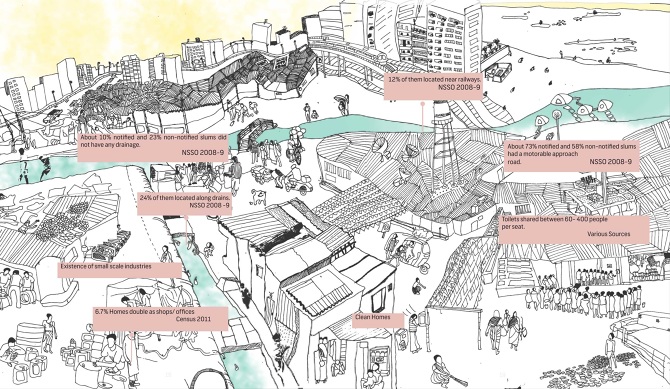 12% of them located near railways.
NSSO 2008-9
About 10% notified and 23% non-notified slums did
not have any drainage.
NSSO 2008-9
About 73% notified and 58% non-notified slums
had a motorable approach
road. NSSO 2008-9
24% of them located along drains.
NSSO 2008 -9
Toilets shared between 60- 400 people
per seat.
Various Sources
Existence of small scale industries
6.7% Homes double as shops/ offices
Census 2011
Clean Homes